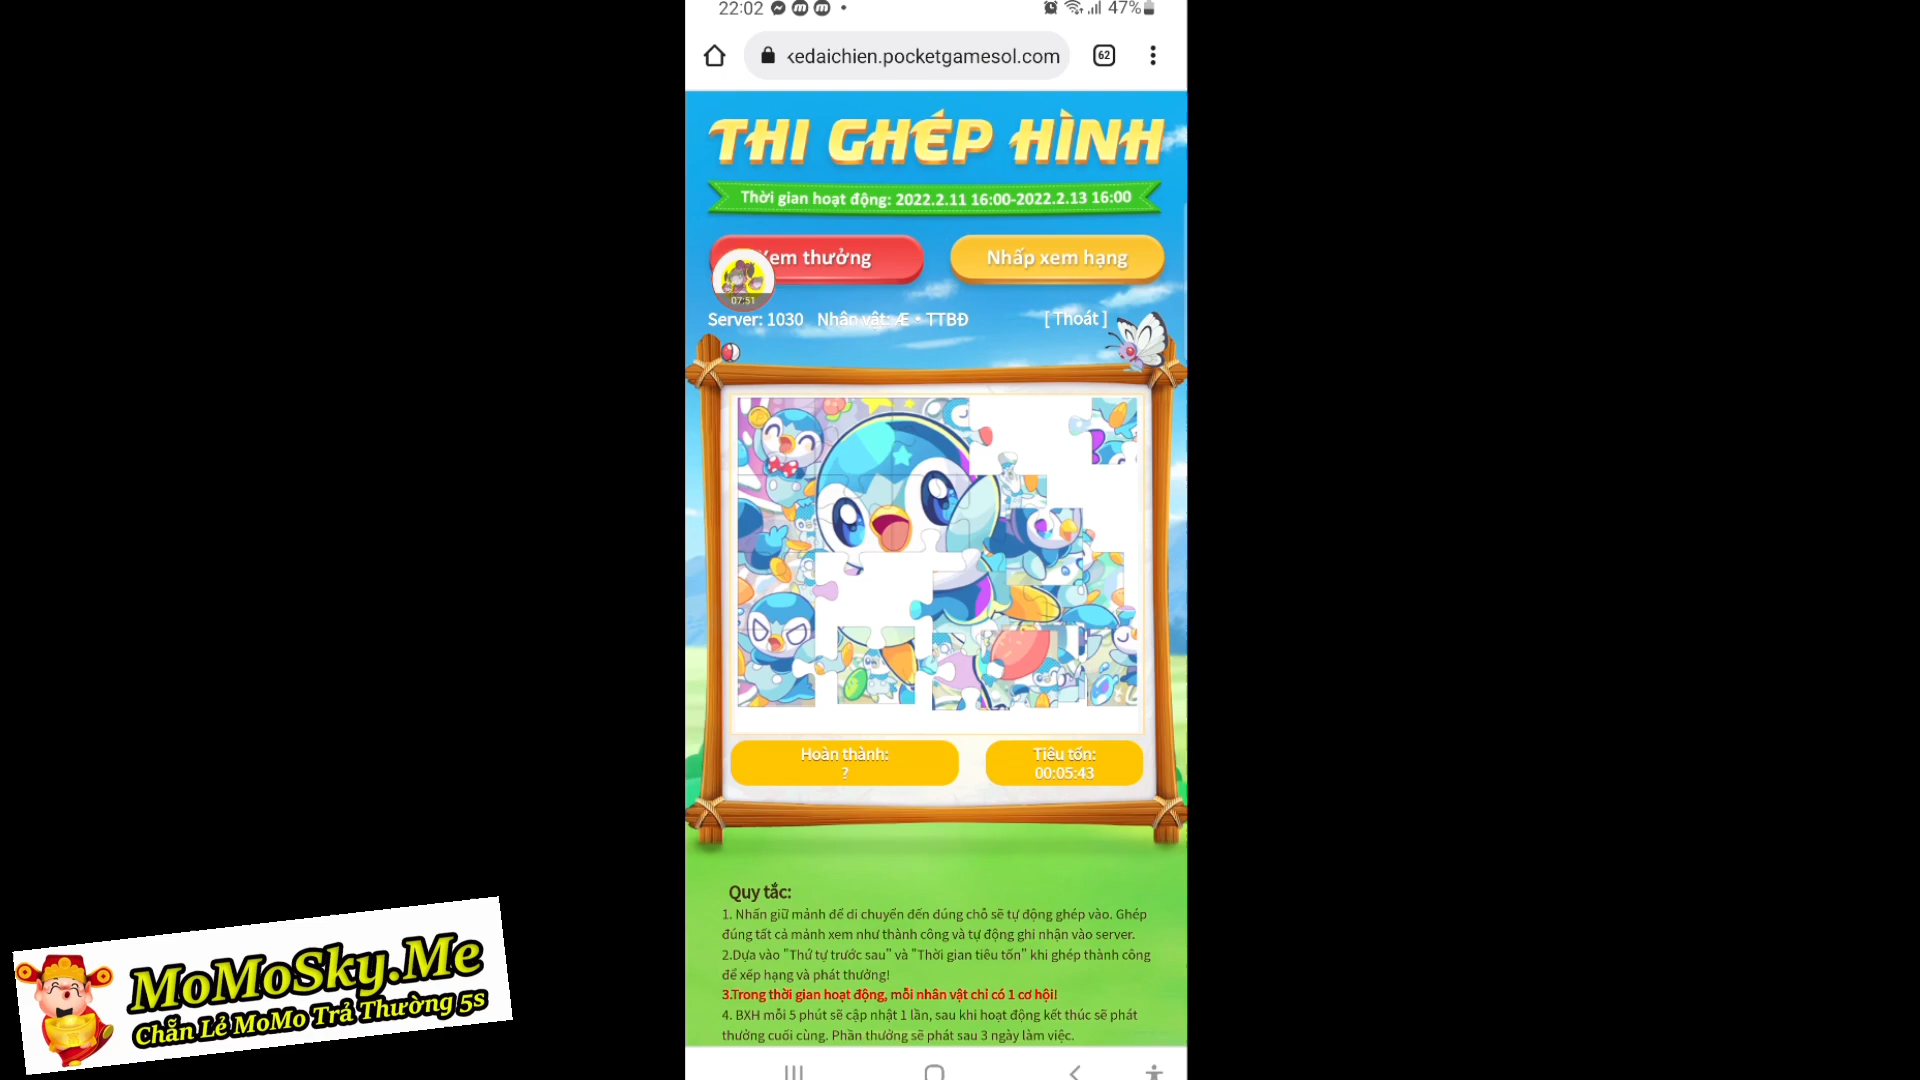 22:02
47%
<edaichien.pocketgamesol.com
62
THI GHÉP HÌNH
Thời gian hoạt động: 2022.2.11 16:00-2022.2.13 16:00
Xem thưởng
Nhấp xem hạng
07:51
Server: 1030 Nhân vật: Æ・TTBĐ
[ Thoát ]
Hoàn thành:
?
Tiêu tốn:
00:05:43
Quy tắc:
1. Nhấn giữ mảnh để di chuyển đến đúng chỗ sẽ tự động ghép vào. Ghép
đúng tất cả mảnh xem như thành công và tự động ghi nhận vào server.
2.Dựa vào "Thứ tự trước sau" và "Thời gian tiêu tốn" khi ghép thành công
để xếp hạng và phát thưởng!
3.Trong thời gian hoạt động, mỗi nhân vật chỉ có 1 cơ hội!
4. BXH mỗi 5 phút sẽ cập nhật 1 lần, sau khi hoạt động kết thúc sẽ phát
thưởng cuối cùng. Phần thưởng sẽ phát sau 3 ngày làm việc.
MoMoSky.Me
Chẵn Lẻ MoMo Trả Thường 5s